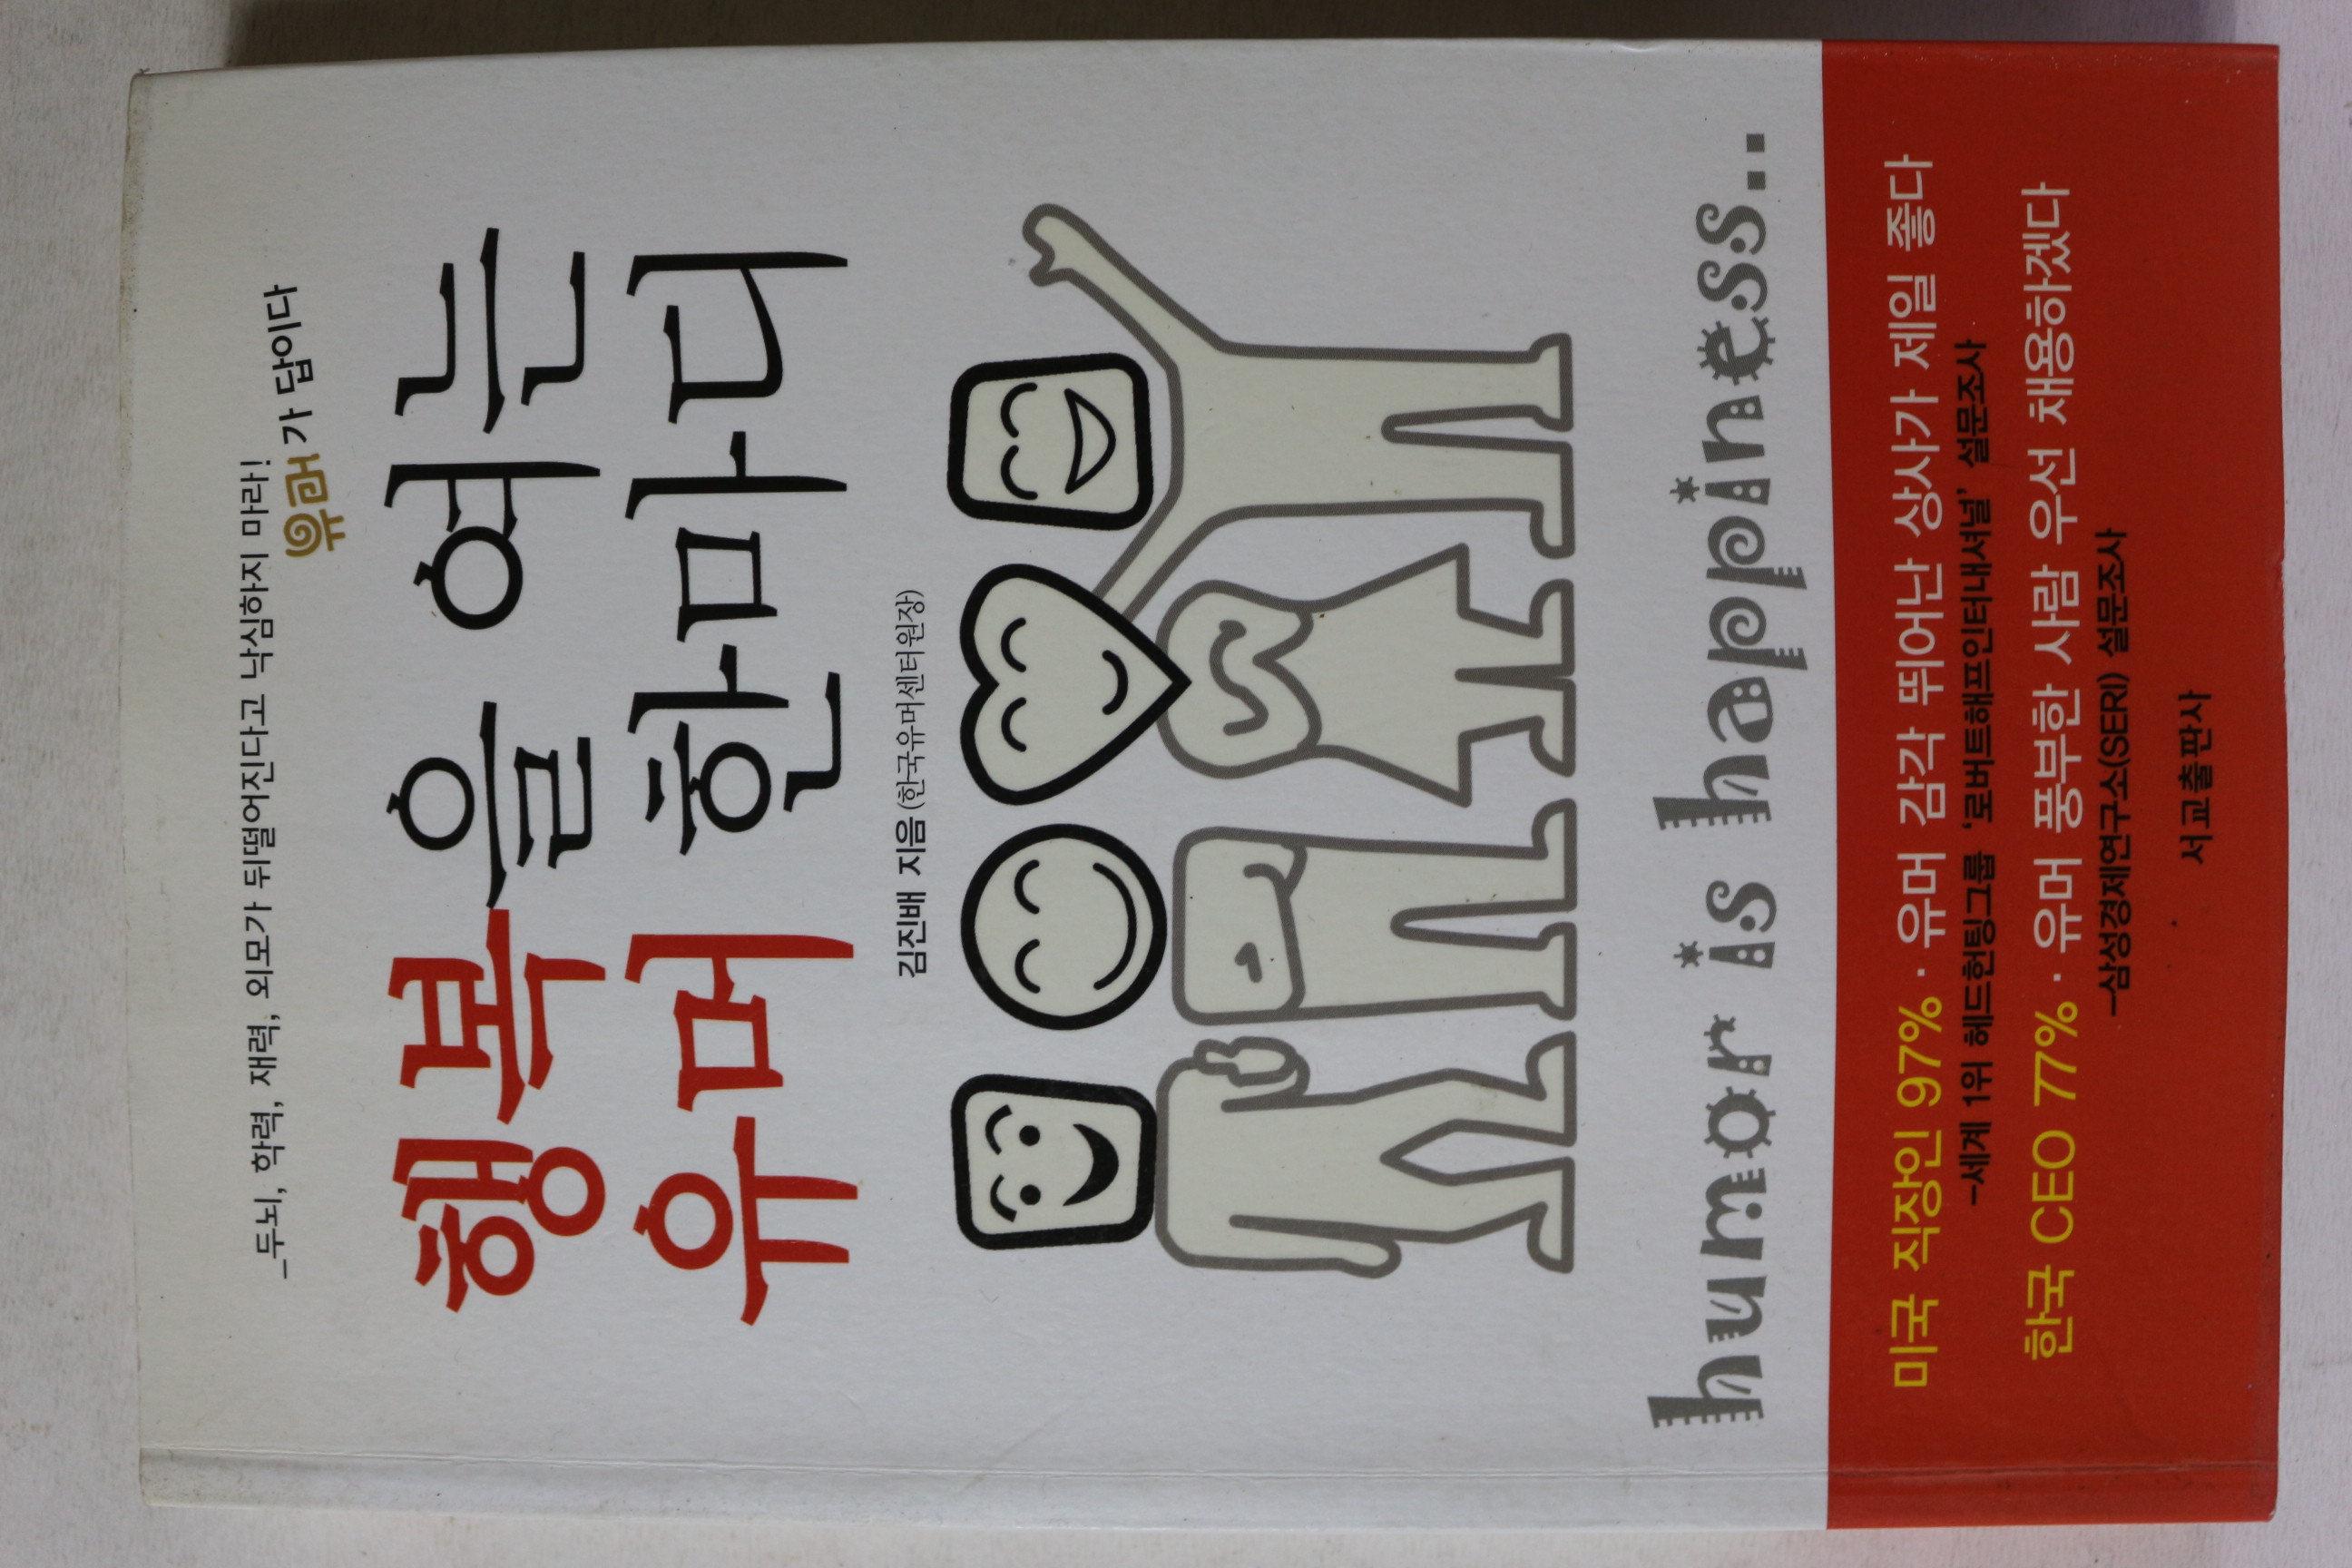 _두뇌, 학력, 재력, 외모가 뒤떨어진다고 낙심하지 마라!
유머가 답이다
행복을 여는
유머 한마디
김진배 지음(한국유머센터원장)
humor is happiness..
미국 직장인 97% · 유머 감각 뛰어난 상사가 제일 좋다
-세계 1위 헤드헌팅그룹 '로버트해프인터내셔널' 설문조사
한국 CEO 77% · 유머 풍부한 사람 우선 채용하겠다
-삼성경제연구소(SERI) 설문조사
서교출판사